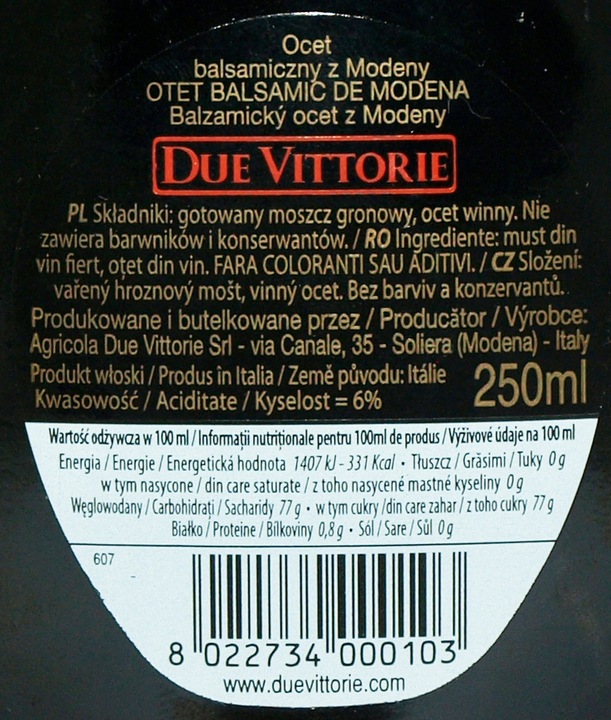 Ocet
balsamiczny z Modeny
OTET BALSAMIC DE MODENA
Balzamický ocet z Modeny
DUE VITTORIE
PL Składniki: gotowany moszcz gronowy, ocet winny. Nie
zawiera barwników i konserwantów. / RO Ingrediente: must din
vin fiert, oțet din vin. FARA COLORANTI SAU ADITIVI. / CZ Složení:
vařený hroznový mošt, vinný ocet. Bez barviv a konzervantů.
Produkowane i butelkowane przez / Producător / Výrobce:
Agricola Due Vittorie Srl - via Canale, 35 - Soliera (Modena) - Italy
Produkt włoski / Produs în Italia / Země původu: Itálie
Kwasowość / Aciditate / Kyselost = 6%
250ml
Wartość odżywcza w 100 ml / Informații nutriționale pentru 100ml de produs / Výživové údaje na 100 ml
Energia / Energie / Energetická hodnota 1407 kJ - 331 Kcal • Tłuszcz / Grăsimi / Tuky 0 g
w tym nasycone / din care saturate / z toho nasycené mastné kyseliny 0 g
Węglowodany / Carbohidrați / Sacharidy 77 g • w tym cukry /din care zahar / z toho cukry 77 g
Białko / Proteine / Bílkoviny 0,8 g • Sól / Sare / Sůl 0 g
607
8 022734 000103
www.duevittorie.com